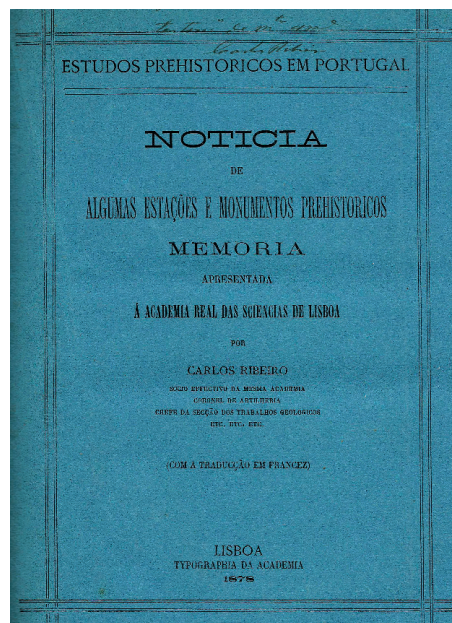 ESTUDOS PREHISTORICOS EM PORTUGAL
NOTICIA
DE
ALGUMAS ESTAÇÕES E MONUMENTOS PREHISTORICOS
MEMORIA
APRESENTADA
Á ACADEMIA REAL DAS SCIENCIAS DE LISBOA
POR
CARLOS RIBEIRO
SOCIO EFFECTIVO DA MESMA ACADEMIA
CORONEL DE ARTILHERIA
CHEFE DA SECÇÃO DOS TRABALHOS GEOLOGICOS
ETC. ETC. ETC.
(COM A TRADUCÇÃO EM FRANCEZ)
LISBOA
TYPOGRAPHIA DA ACADEMIA
1878